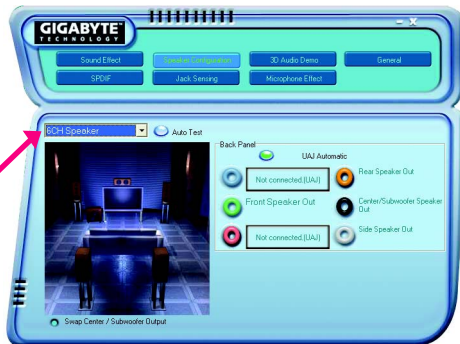 GIGABYTE™
TECHNOLOGY
Sound Effect
Speaker Configuration
3D Audio Demo
General
SPDIF
Jack Sensing
Microphone Effect
6CH Speaker
Auto Test
Back Panel
UAJ Automatic
Not connected.(UAJ)
Rear Speaker Out
Front Speaker Out
Center/Subwoofer Speaker
Out
Not connected.(UAJ)
Side Speaker Out
Swap Center / Subwoofer Output